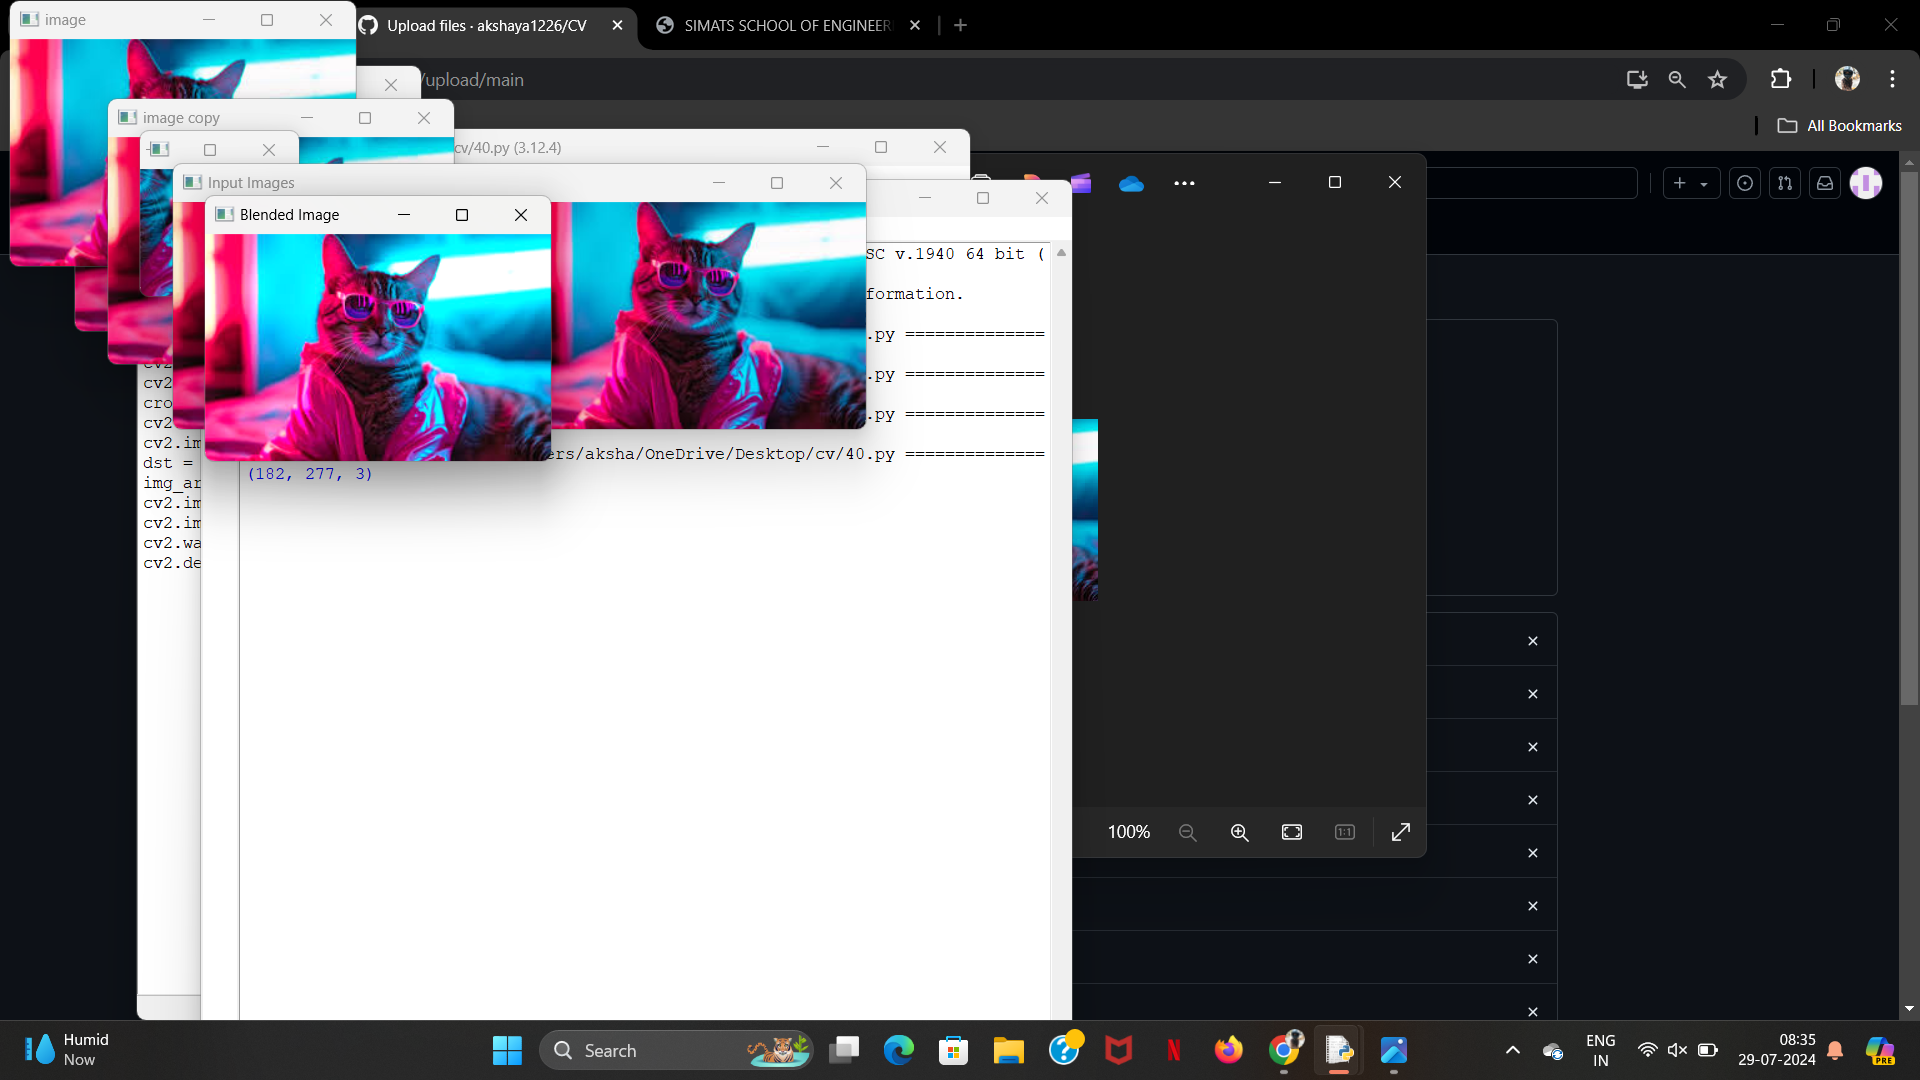 image
Upload files · akshaya1226/CV
SIMATS SCHOOL OF ENGINEER
/upload/main
All Bookmarks
image copy
cv/40.py (3.12.4)
Input Images
Blended Image
SC v.1940 64 bit (
formation.
.py ==============
.py ==============
.py ==============
ers/aksha/OneDrive/Desktop/cv/40.py ==============
(182, 277, 3)
cv2
cro
cv2
cv2.im
dst =
img_ar
cv2.im
cv2.im
cv2.wa
cv2.de
100%
1:1
Humid
Now
Search
ENG
IN
08:35
29-07-2024
PRE